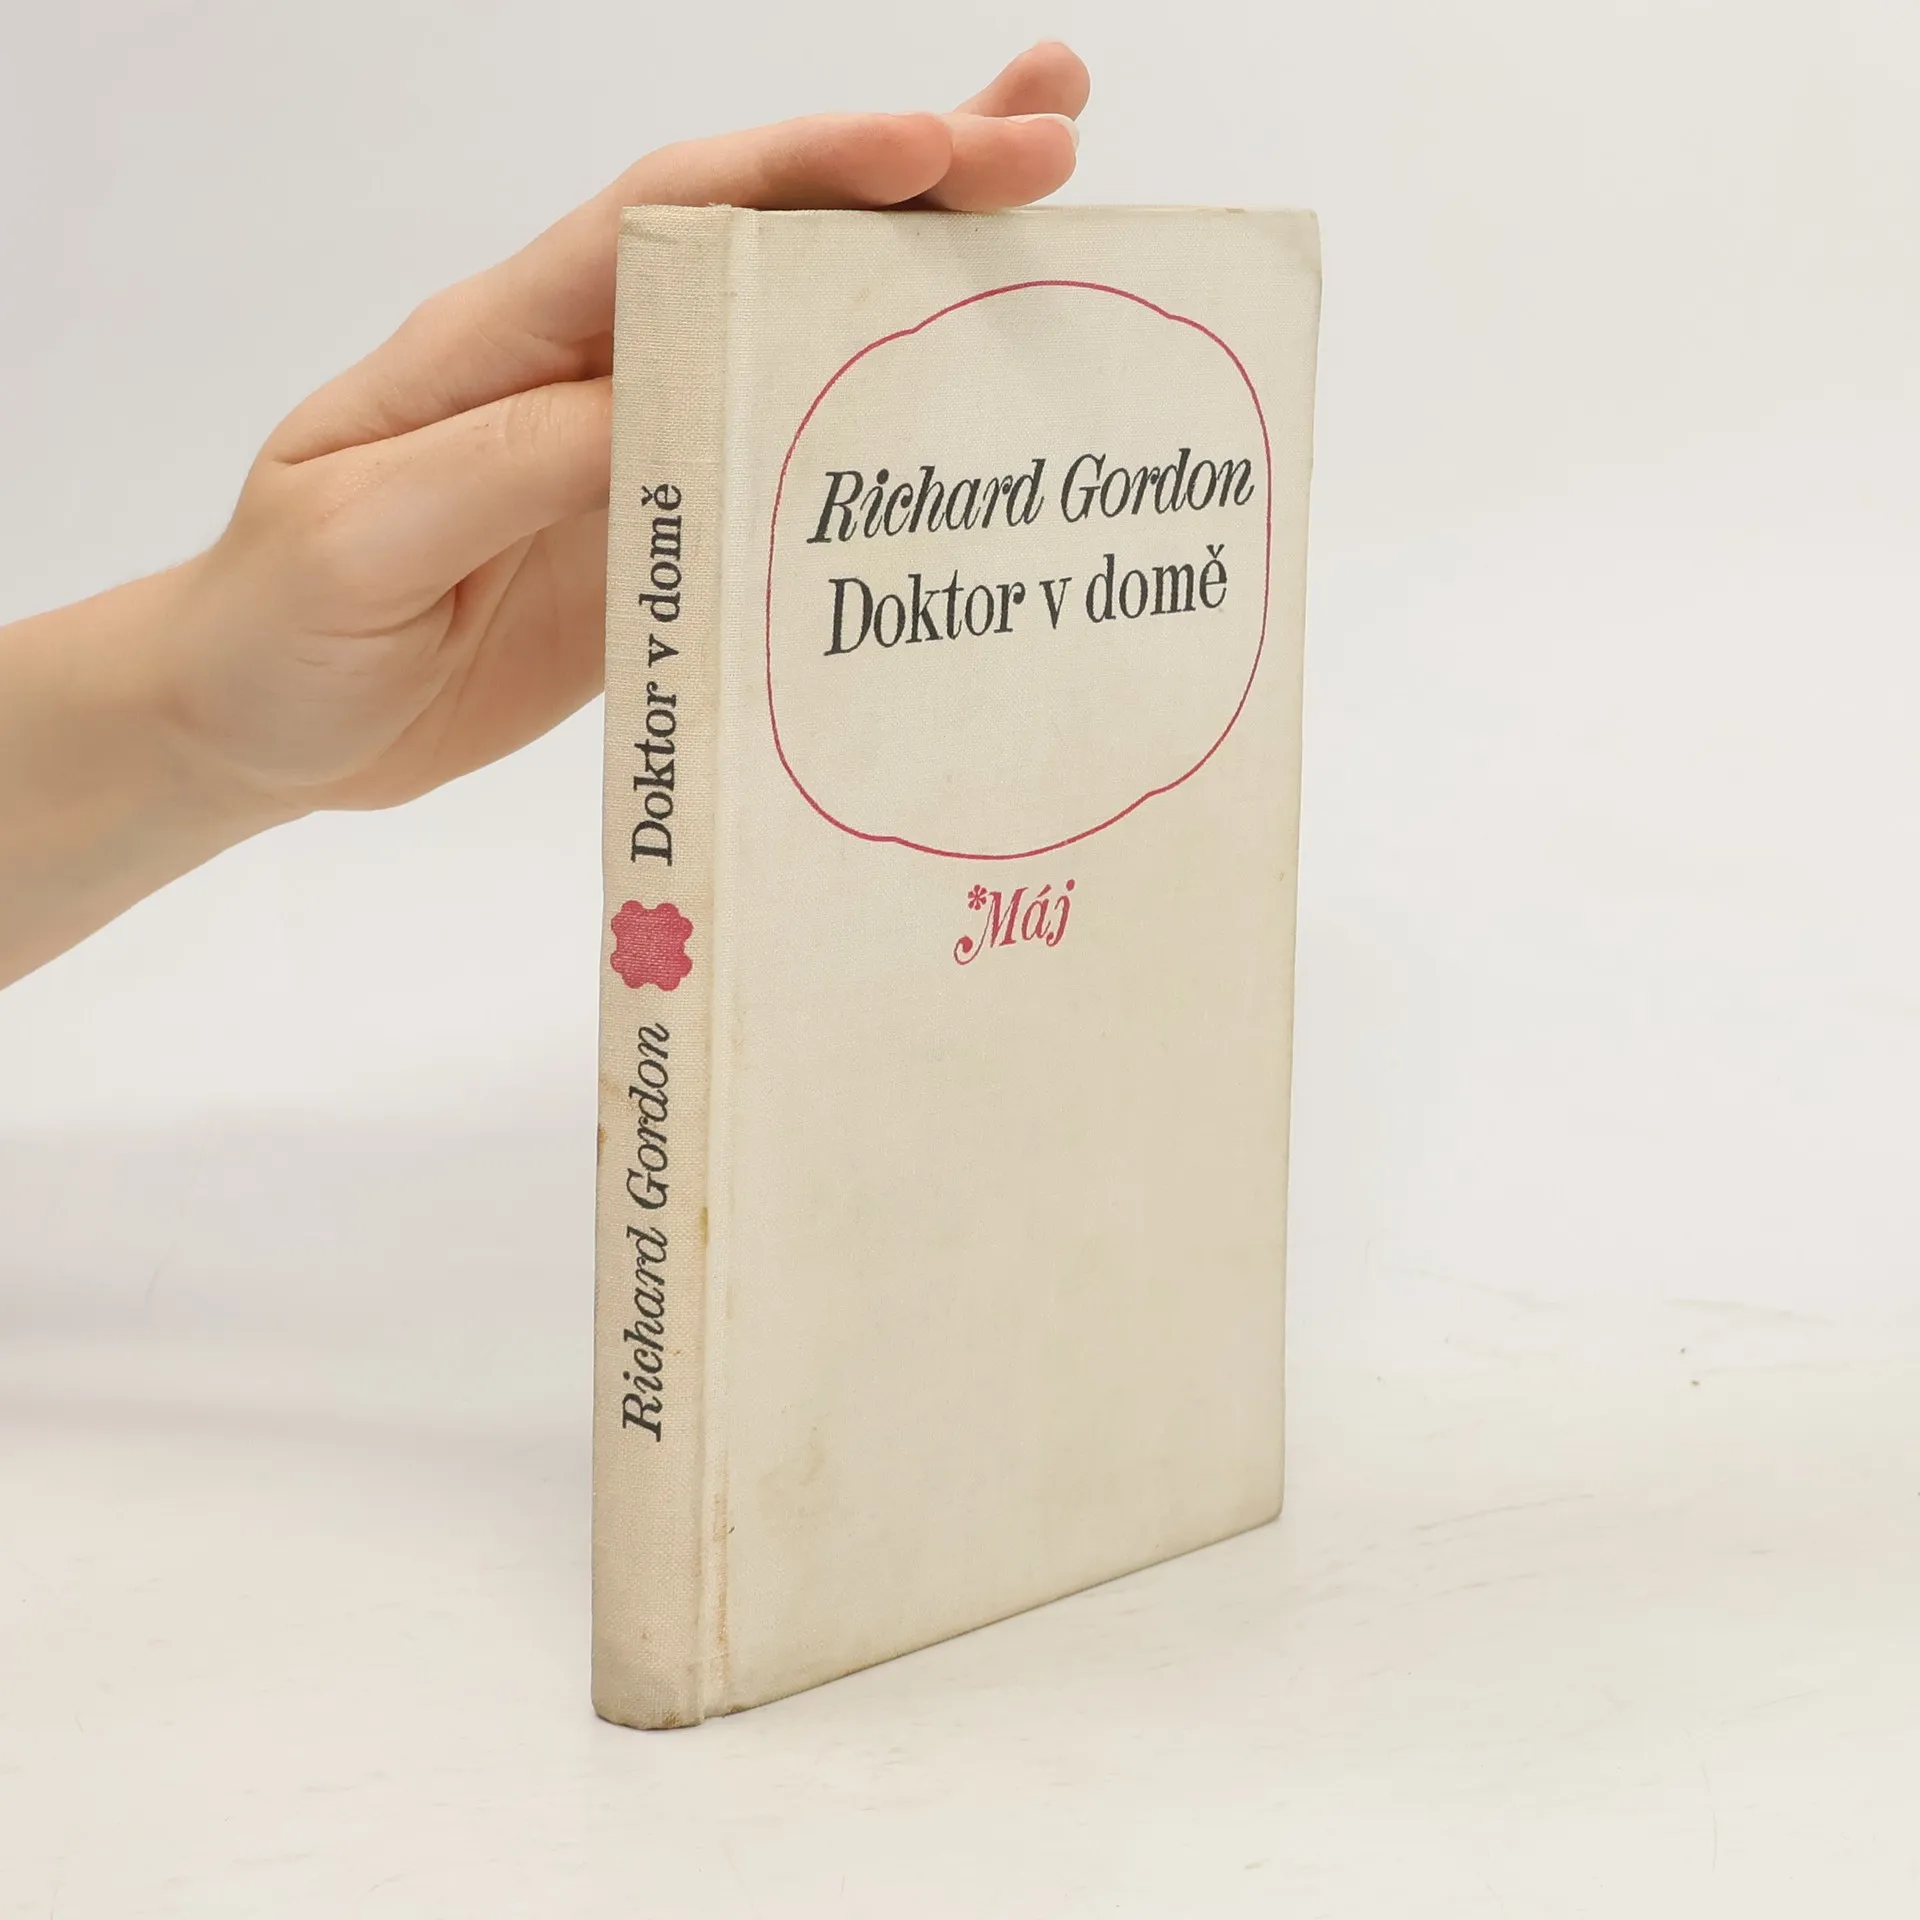 Richard Gordon
Doktor v domě
*Máj
Richard Gordon Doktor v domě